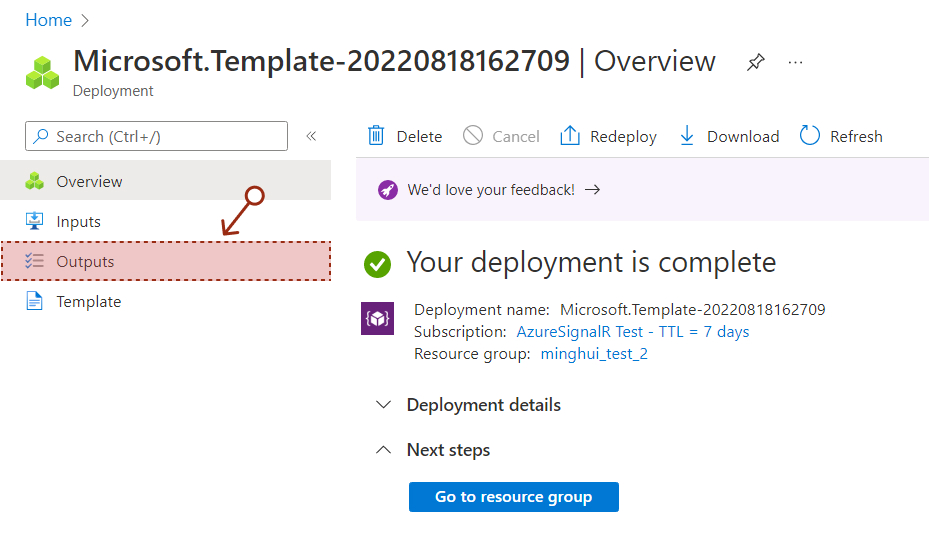 Home
Microsoft.Template-20220818162709 | Overview
Deployment
Search (Ctrl+/)
Overview
Inputs
Outputs
Template
Delete Cancel Redeploy Download Refresh
We'd love your feedback!
Your deployment is complete
Deployment name: Microsoft.Template-20220818162709
Subscription: AzureSignalR Test - TTL = 7 days
Resource group: minghui_test_2
Deployment details
Next steps
Go to resource group